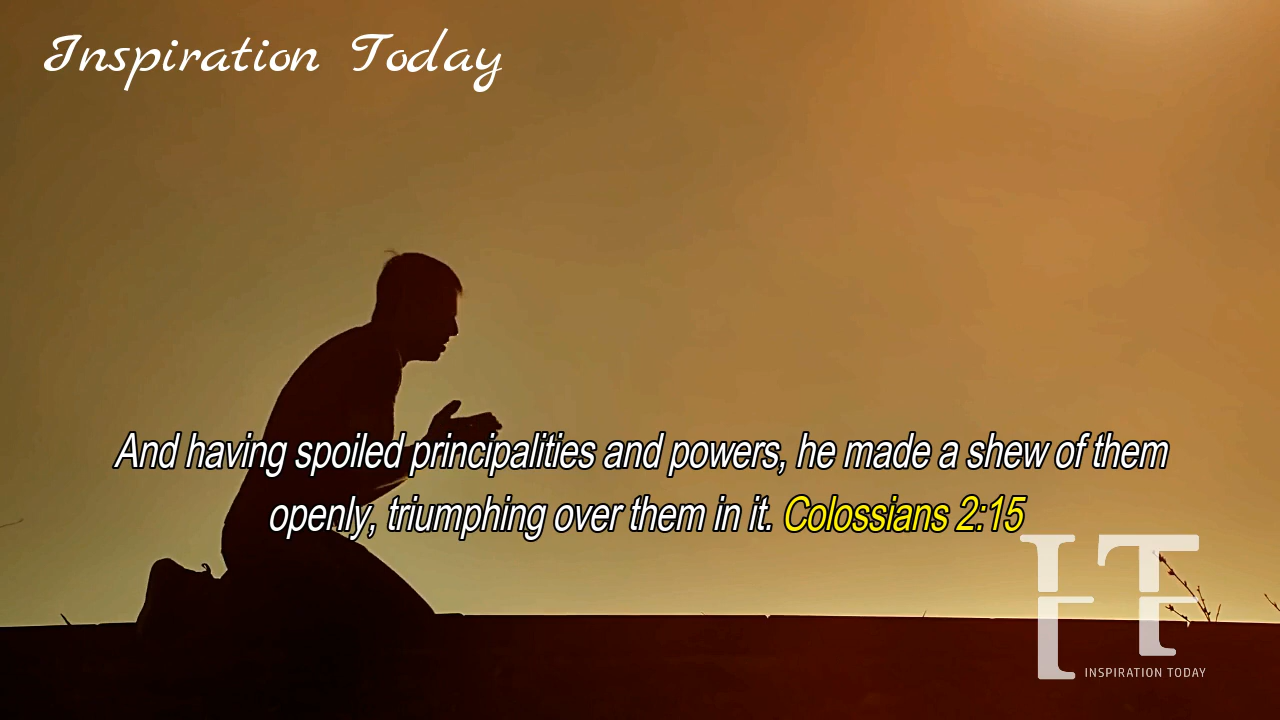 Inspiration Today
And having spoiled principalities and powers, he made a shew of them
openly, triumphing over them in it. Colossians 2:15
IT
INSPIRATION TODAY